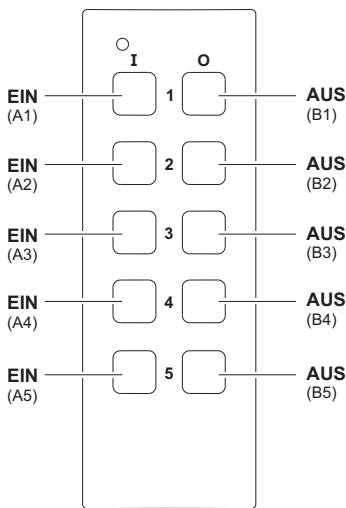 I O
EIN 1 AUS
(A1) (B1)
EIN 2 AUS
(A2) (B2)
EIN 3 AUS
(A3) (B3)
EIN 4 AUS
(A4) (B4)
EIN 5 AUS
(A5) (B5)